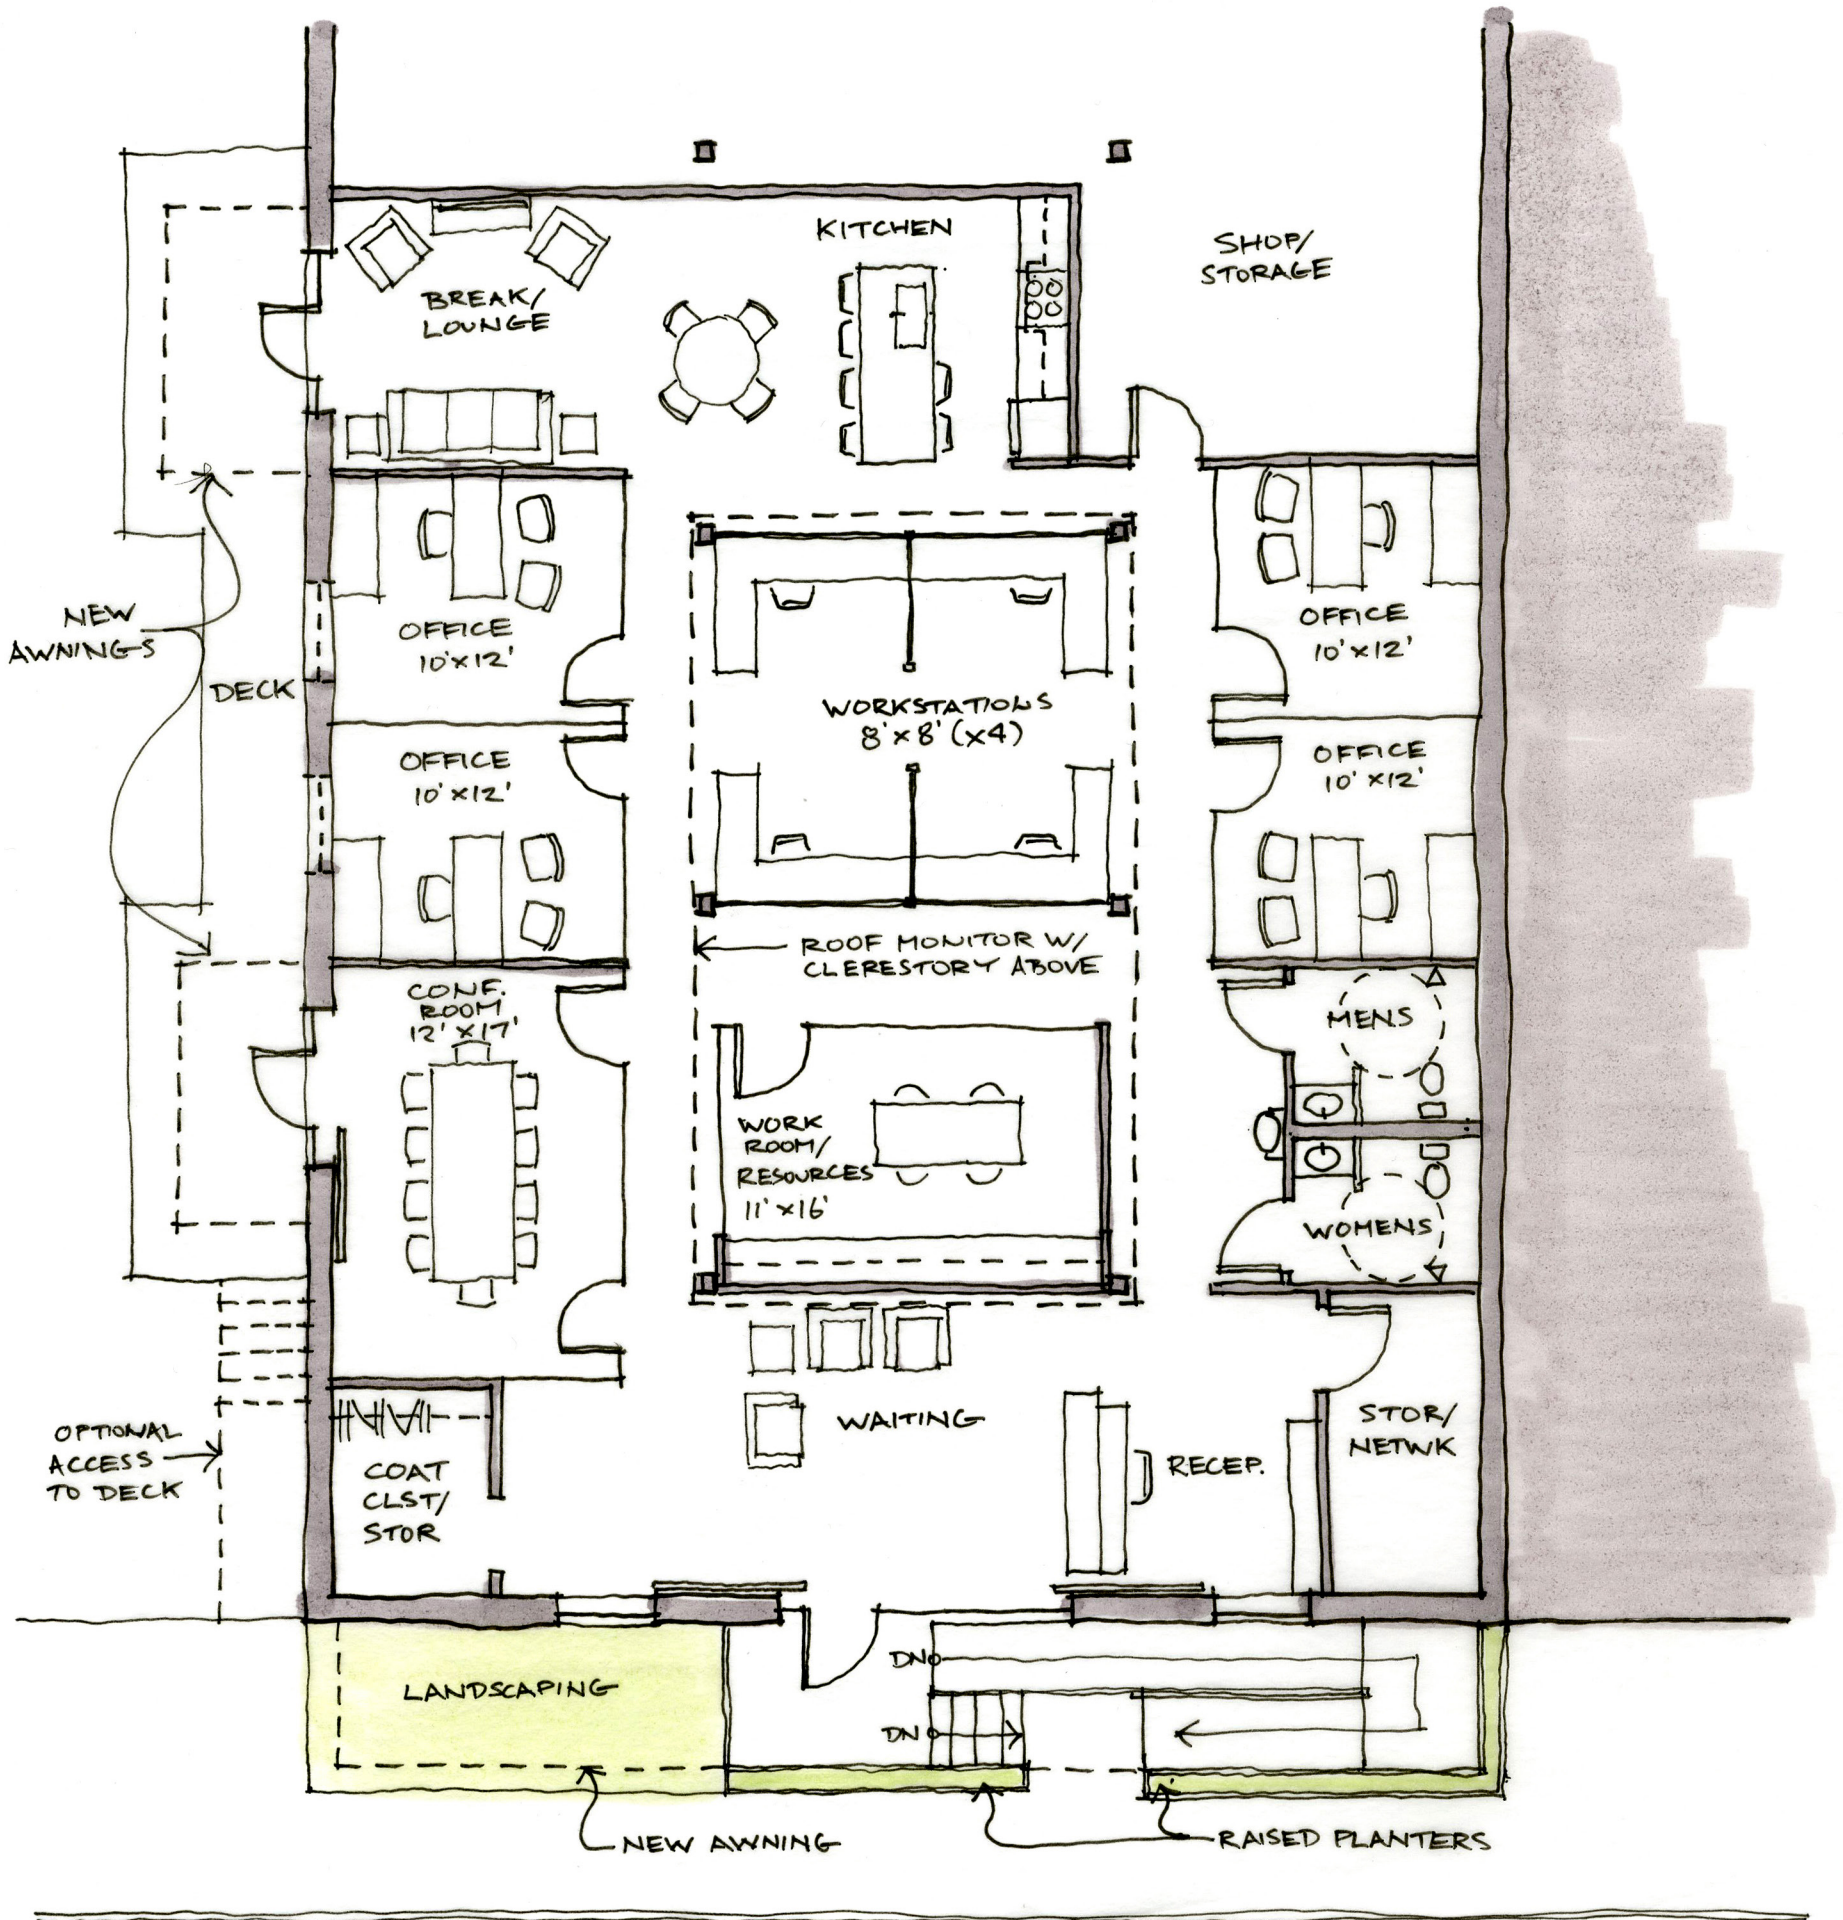 KITCHEN
SHOP/
STORAGE
BREAK/
LOUNGE
NEW
AWNINGS
DECK
OFFICE
10'x12'
OFFICE
10'x12'
WORKSTATIONS
8'x8' (x4)
OFFICE
10'x12'
OFFICE
10'x12'
ROOF MONITOR W/
CLERESTORY ABOVE
CONF.
ROOM
12'x17'
MENS
WORK
ROOM/
RESOURCES
11'x16'
WOMENS
OPTIONAL
ACCESS
TO DECK
COAT
CLST/
STOR
WAITING
RECEP.
STOR/
NETWK
LANDSCAPING
DN
DN
NEW AWNING
RAISED PLANTERS